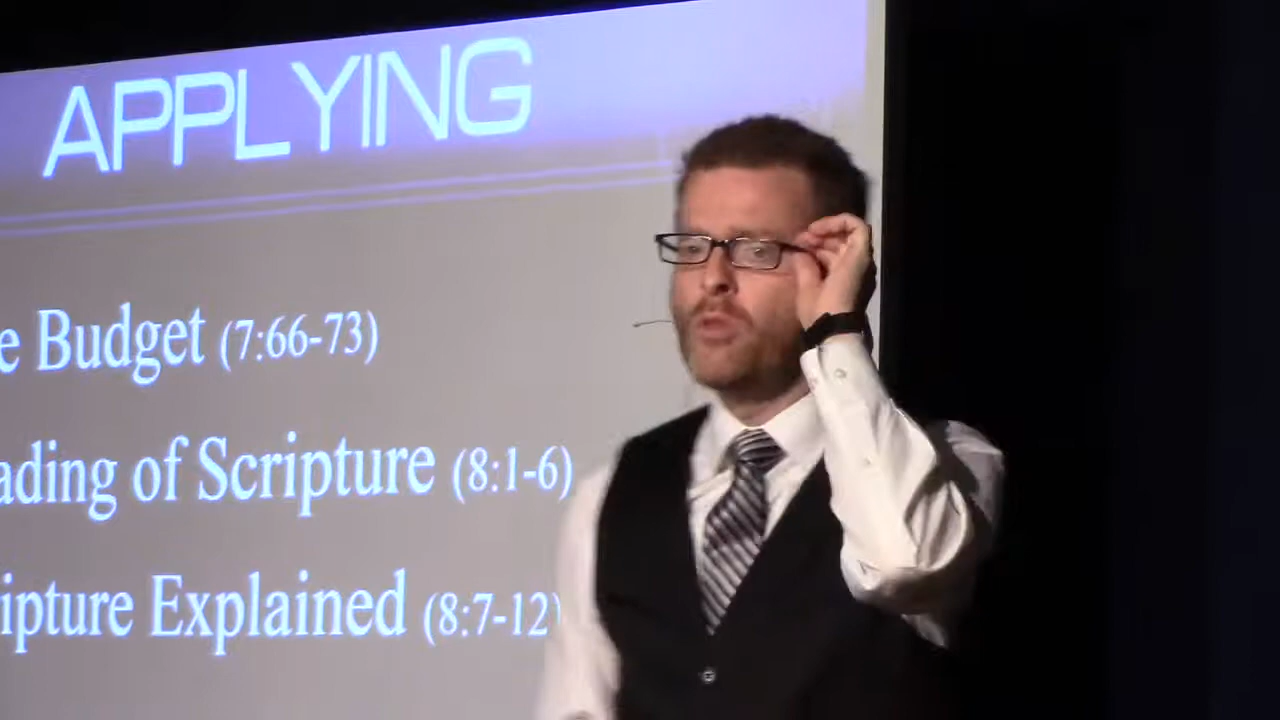 APPLYING
e Budget (7:66-73)
ading of Scripture (8:1-6)
ipture Explained (8:7-12)